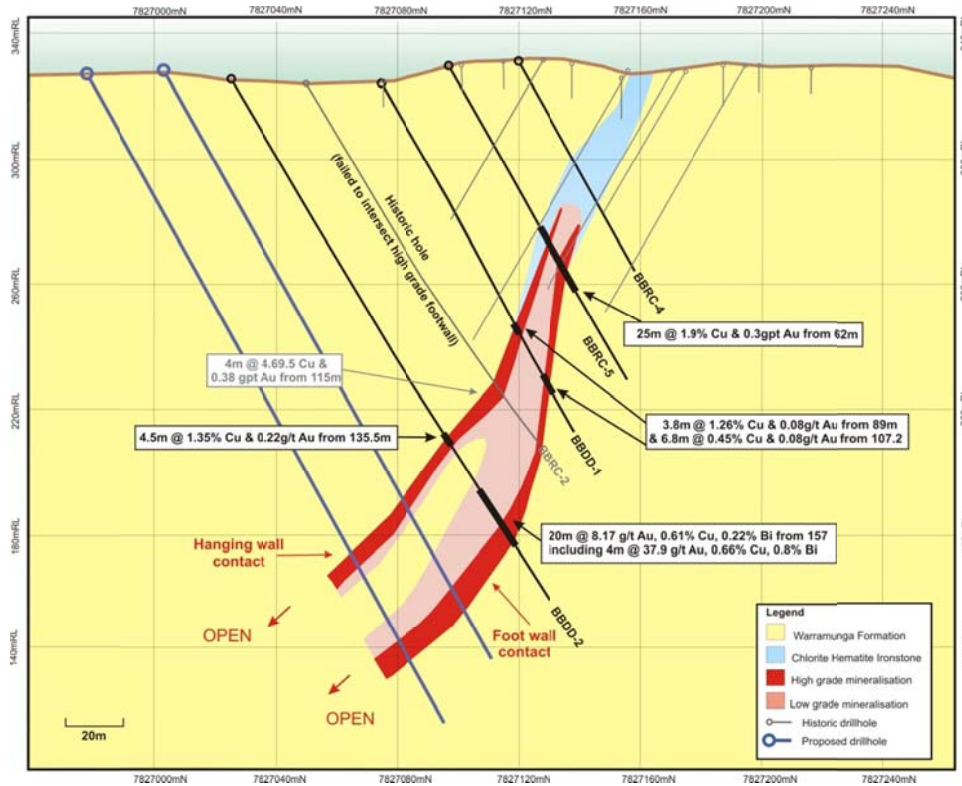 7827000mN 7827040mN 7827080mN 7827120mN 7827160mN 7827200mN 7827240mN
340mRL
300mRL
260mRL
220mRL
180mRL
140mRL
Historic hole
(failed to intersect high grade footwall)
BBRC-4
BBRC-5
BBDD-1
BBRC-2
BBDD-2
25m @ 1.9% Cu & 0.3gpt Au from 62m
4m @ 4.69.5 Cu &
0.38 gpt Au from 115m
3.8m @ 1.26% Cu & 0.08g/t Au from 89m
& 6.8m @ 0.45% Cu & 0.08g/t Au from 107.2
4.5m @ 1.35% Cu & 0.22g/t Au from 135.5m
20m @ 8.17 g/t Au, 0.61% Cu, 0.22% Bi from 157
including 4m @ 37.9 g/t Au, 0.66% Cu, 0.8% Bi
Hanging wall
contact
OPEN
Foot wall
contact
OPEN
20m
Legend
Warramunga Formation
Chlorite Hematite Ironstone
High grade mineralisation
Low grade mineralisation
Historic drillhole
Proposed drillhole
7827000mN 7827040mN 7827080mN 7827120mN 7827160mN 7827200mN 7827240mN